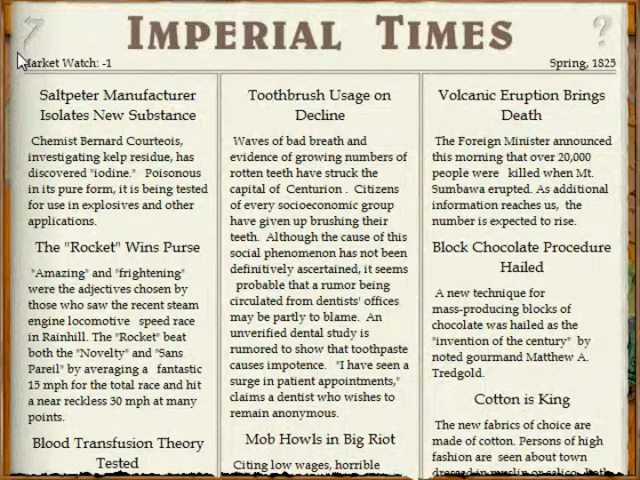 IMPERIAL TIMES
Market Watch: -1
Spring, 1825
Saltpeter Manufacturer
Isolates New Substance
Chemist Bernard Courteois,
investigating kelp residue, has
discovered "iodine." Poisonous
in its pure form, it is being tested
for use in explosives and other
applications.
The "Rocket" Wins Purse
"Amazing" and "frightening"
were the adjectives chosen by
those who saw the recent steam
engine locomotive speed race
in Rainhill. The "Rocket" beat
both the "Novelty" and "Sans
Pareil" by averaging a fantastic
15 mph for the total race and hit
a near reckless 30 mph at many
points.
Blood Transfusion Theory
Tested
Toothbrush Usage on
Decline
Waves of bad breath and
evidence of growing numbers of
rotten teeth have struck the
capital of Centurion . Citizens
of every socioeconomic group
have given up brushing their
teeth. Although the cause of this
social phenomenon has not been
definitively ascertained, it seems
probable that a rumor being
circulated from dentists' offices
may be partly to blame. An
unverified dental study is
rumored to show that toothpaste
causes impotence. "I have seen a
surge in patient appointments,"
claims a dentist who wishes to
remain anonymous.
Mob Howls in Big Riot
Citing low wages, horrible
Volcanic Eruption Brings
Death
The Foreign Minister announced
this morning that over 20,000
people were killed when Mt.
Sumbawa erupted. As additional
information reaches us, the
number is expected to rise.
Block Chocolate Procedure
Hailed
A new technique for
mass-producing blocks of
chocolate was hailed as the
"invention of the century" by
noted gourmand Matthew A.
Tredgold.
Cotton is King
The new fabrics of choice are
made of cotton. Persons of high
fashion are seen about town
dressed in muslin or calico, both